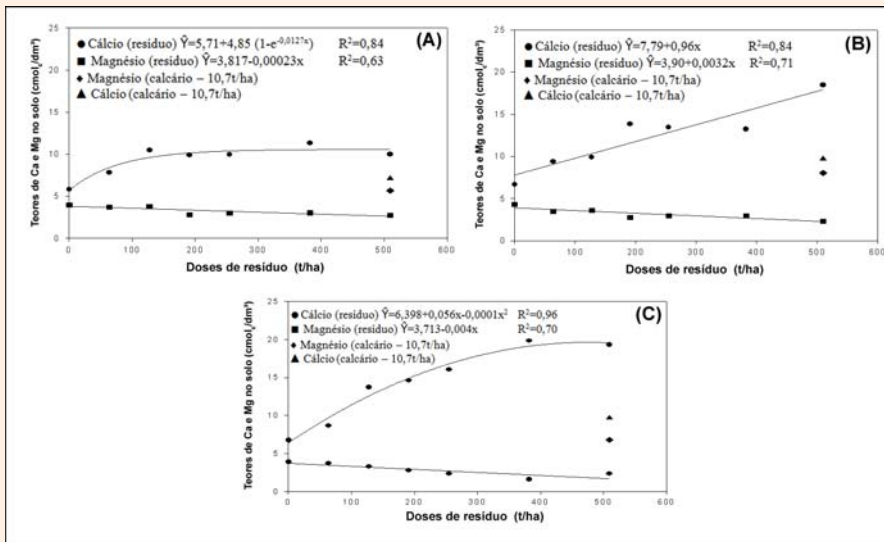 Teores de Ca e Mg no solo (cmolc/dm³)
25
20
15
10
5
0
● Cálcio (resíduo) Ŷ=5,71+4,85 (1-e^-0,0127x) R²=0,84
■ Magnésio (resíduo) Ŷ=3,817-0,00023x R²=0,63
◆ Magnésio (calcário – 10,7t/ha)
▲ Cálcio (calcário – 10,7t/ha)
(A)
0 100 200 300 400 500 600
Doses de resíduo (t/ha)
Teores de Ca e Mg no solo (cmolc/dm³)
25
20
15
10
5
0
● Cálcio (resíduo) Ŷ=7,79+0,96x R²=0,84
■ Magnésio (resíduo) Ŷ=3,90+0,0032x R²=0,71
◆ Magnésio (calcário – 10,7t/ha)
▲ Cálcio (calcário – 10,7t/ha)
(B)
0 100 200 300 400 500 600
Doses de resíduo (t/ha)
Teores de Ca e Mg no solo (cmolc/dm³)
25
20
15
10
5
0
● Cálcio (resíduo) Ŷ=6,398+0,056x-0,0001x² R²=0,96
■ Magnésio (resíduo) Ŷ=3,713-0,004x R²=0,70
◆ Magnésio (calcário – 10,7t/ha)
▲ Cálcio (calcário – 10,7t/ha)
(C)
0 100 200 300 400 500 600
Doses de resíduo (t/ha)